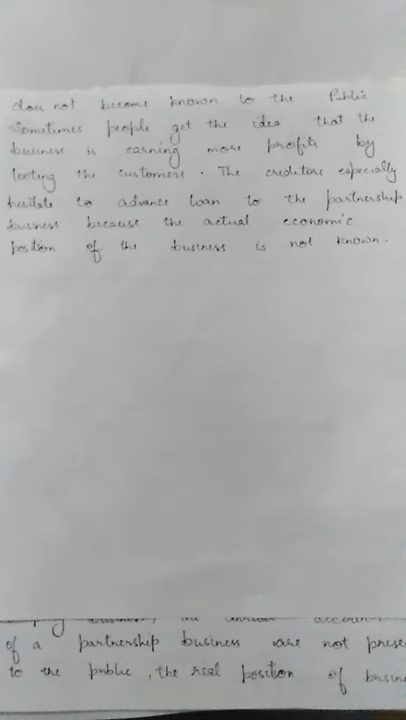 does not become known to the Public
Sometimes people get the idea that the
business is earning more profits by
looting the customers. The creditors especially
hesitate to advance loan to the partnership
business because the actual economic
position of the business is not known.
of a partnership business are not prese
to the public, the real position of busine